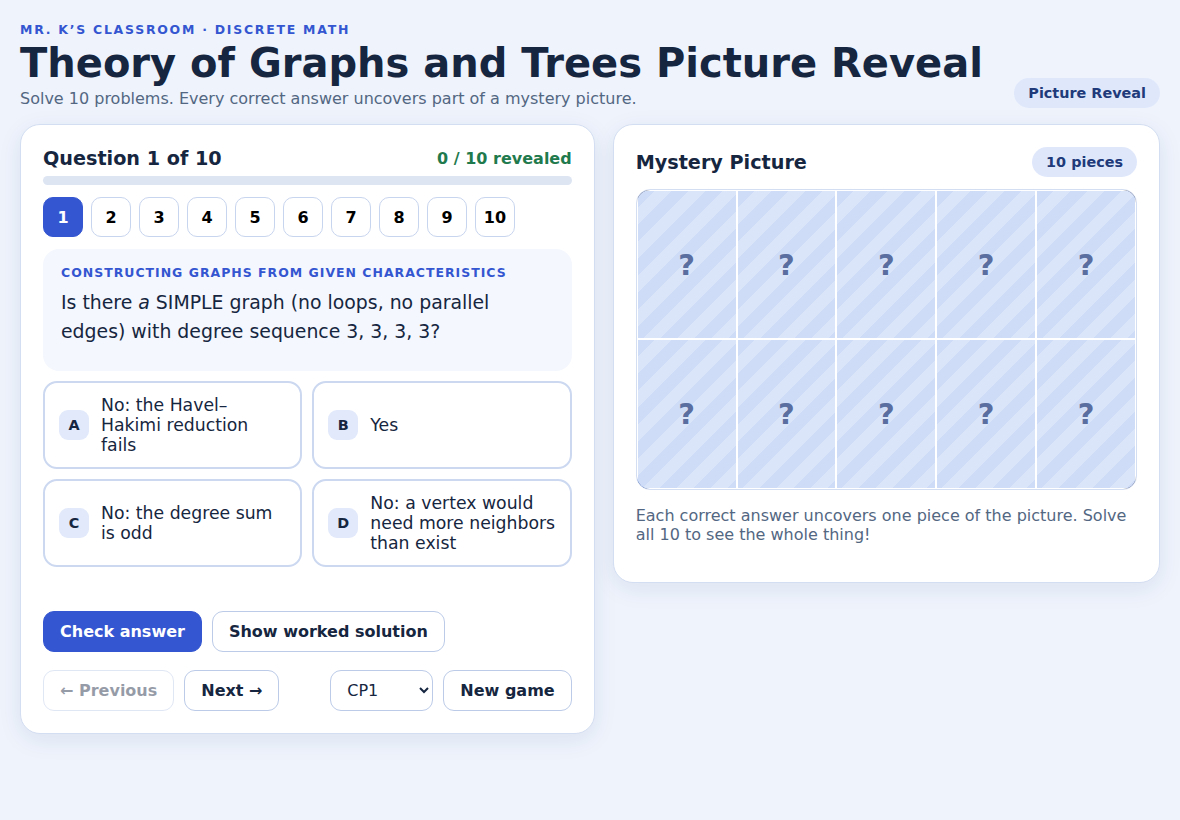 MR. K’S CLASSROOM · DISCRETE MATH
Theory of Graphs and Trees Picture Reveal
Solve 10 problems. Every correct answer uncovers part of a mystery picture.
Picture Reveal
Question 1 of 10
0 / 10 revealed
1 2 3 4 5 6 7 8 9 10
CONSTRUCTING GRAPHS FROM GIVEN CHARACTERISTICS
Is there a SIMPLE graph (no loops, no parallel
edges) with degree sequence 3, 3, 3, 3?
A
No: the Havel–
Hakimi reduction
fails
B
Yes
C
No: the degree sum
is odd
D
No: a vertex would
need more neighbors
than exist
Check answer
Show worked solution
← Previous
Next →
CP1
New game
Mystery Picture
10 pieces
? ? ? ? ?
? ? ? ? ?
Each correct answer uncovers one piece of the picture. Solve
all 10 to see the whole thing!